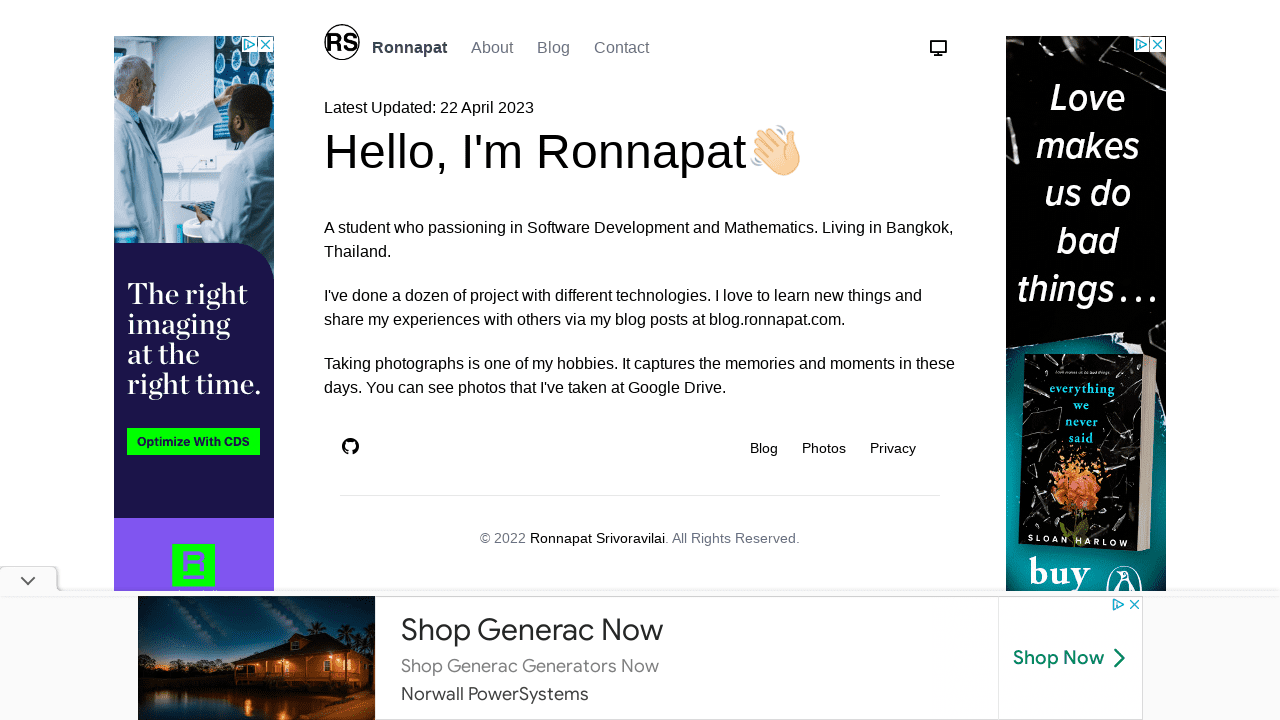 RS
Ronnapat
About
Blog
Contact
Latest Updated: 22 April 2023
Hello, I'm Ronnapat👋🏻
A student who passioning in Software Development and Mathematics. Living in Bangkok,
Thailand.
I've done a dozen of project with different technologies. I love to learn new things and
share my experiences with others via my blog posts at blog.ronnapat.com.
Taking photographs is one of my hobbies. It captures the memories and moments in these
days. You can see photos that I've taken at Google Drive.
Blog
Photos
Privacy
© 2022 Ronnapat Srivoravilai. All Rights Reserved.
The right
imaging
at the
right time.
Optimize With CDS
Love
makes
us do
bad
things...
everything
we
never
said
SLOAN HARLOW
buy
Shop Generac Now
Shop Generac Generators Now
Norwall PowerSystems
Shop Now